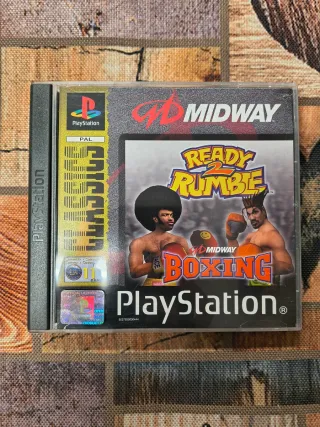 PlayStation
PlayStation
PAL
CLASSICS
MIDWAY
READY
2
RUMBLE
MIDWAY
BOXING
PlayStation®